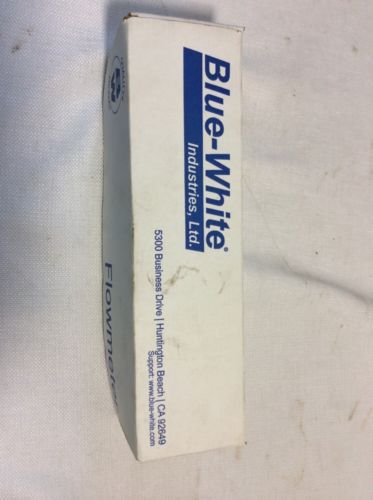 Blue-White®
Industries, Ltd.
5300 Business Drive | Huntington Beach | CA 92649
Support: www.blue-white.com